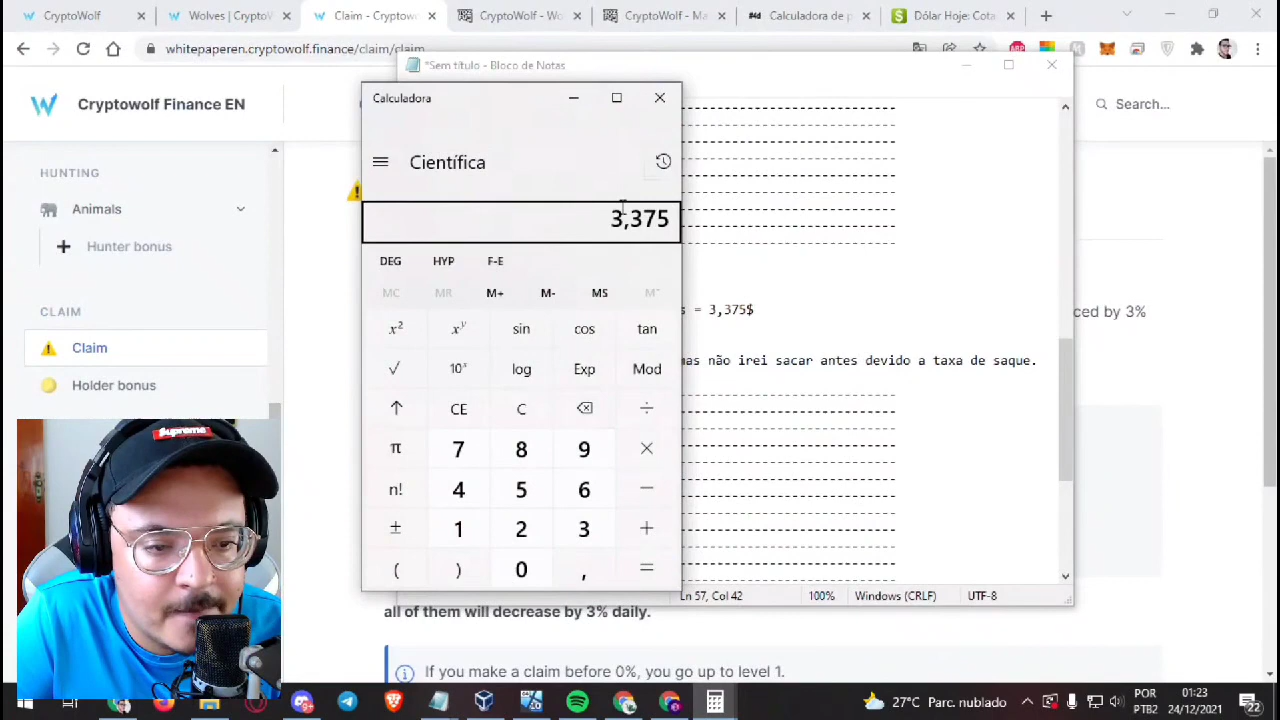 CryptoWolf
Wolves | CryptoV
Claim - Cryptow
CryptoWolf - Wo
CryptoWolf - Ma
Calculadora de p
Dólar Hoje: Cota
whitepaperen.cryptowolf.finance/claim/claim
*Sem título - Bloco de Notas
Cryptowolf Finance EN
Search...
Calculadora
Científica
3,375
HUNTING
Animals
Hunter bonus
CLAIM
Claim
Holder bonus
DEG HYP F-E
MC MR M+ M- MS
x² xʸ sin cos tan
√ 10ˣ log Exp Mod
↑ CE C ÷
π 7 8 9 ×
n! 4 5 6 −
± 1 2 3 +
( ) 0 , =
s = 3,375$
ced by 3%
mas não irei sacar antes devido a taxa de saque.
Ln 57, Col 42 100% Windows (CRLF) UTF-8
all of them will decrease by 3% daily.
If you make a claim before 0%, you go up to level 1.
Supreme
27°C Parc. nublado
POR
PTB2
01:23
24/12/2021
22